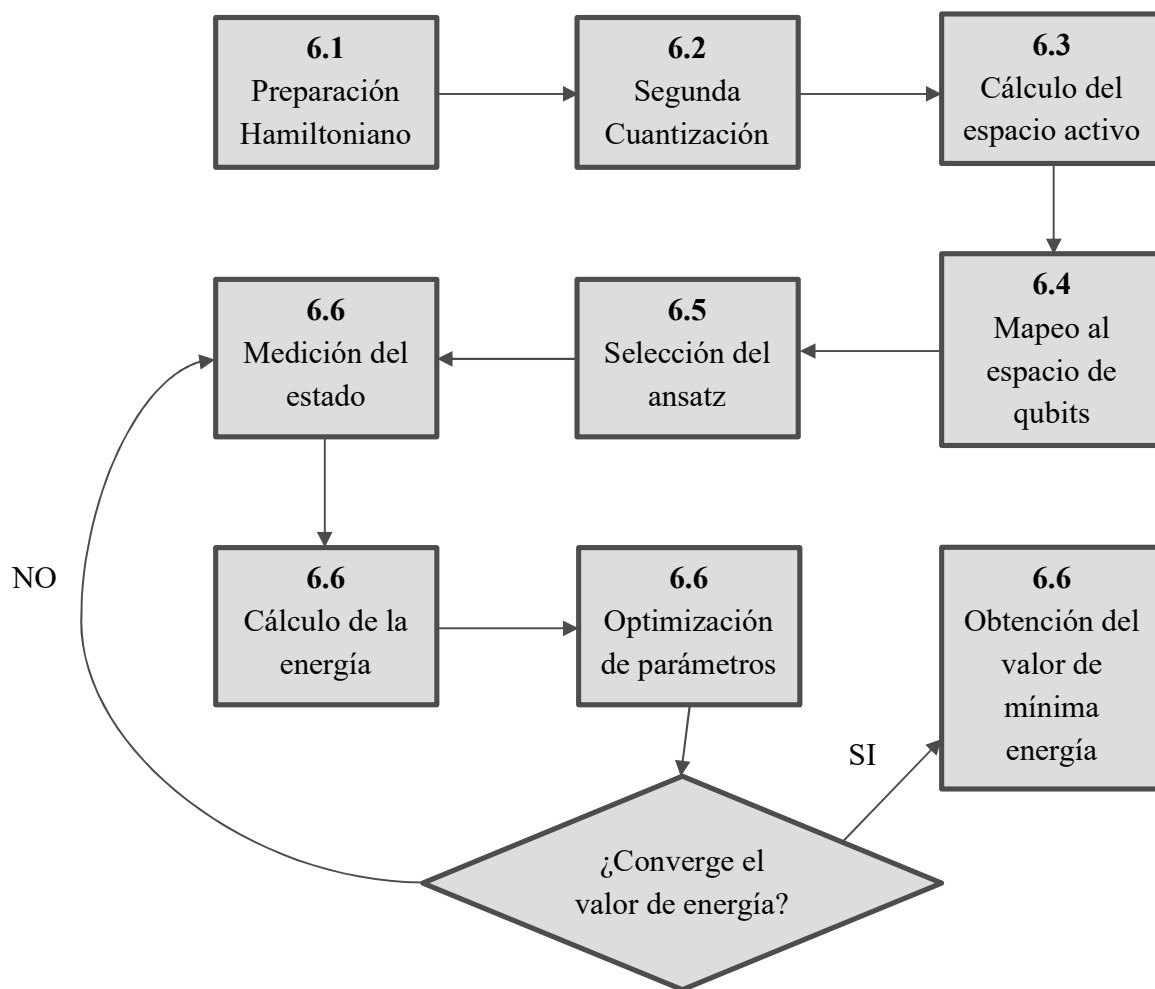 6.1
Preparación
Hamiltoniano
6.2
Segunda
Cuantización
6.3
Cálculo del
espacio activo
6.4
Mapeo al
espacio de
qubits
6.5
Selección del
ansatz
6.6
Medición del
estado
6.6
Cálculo de la
energía
6.6
Optimización
de parámetros
¿Converge el
valor de energía?
NO
SI
6.6
Obtención del
valor de
mínima
energía